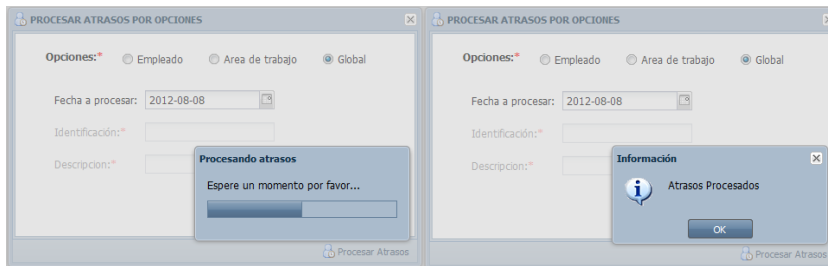 PROCESAR ATRASOS POR OPCIONES
Opciones:* Empleado Area de trabajo Global
Fecha a procesar: 2012-08-08
Identificación:*
Descripcion:*
Procesando atrasos
Espere un momento por favor...
Procesar Atrasos
PROCESAR ATRASOS POR OPCIONES
Opciones:* Empleado Area de trabajo Global
Fecha a procesar: 2012-08-08
Identificación:*
Descripcion:*
Información
Atrasos Procesados
OK
Procesar Atrasos